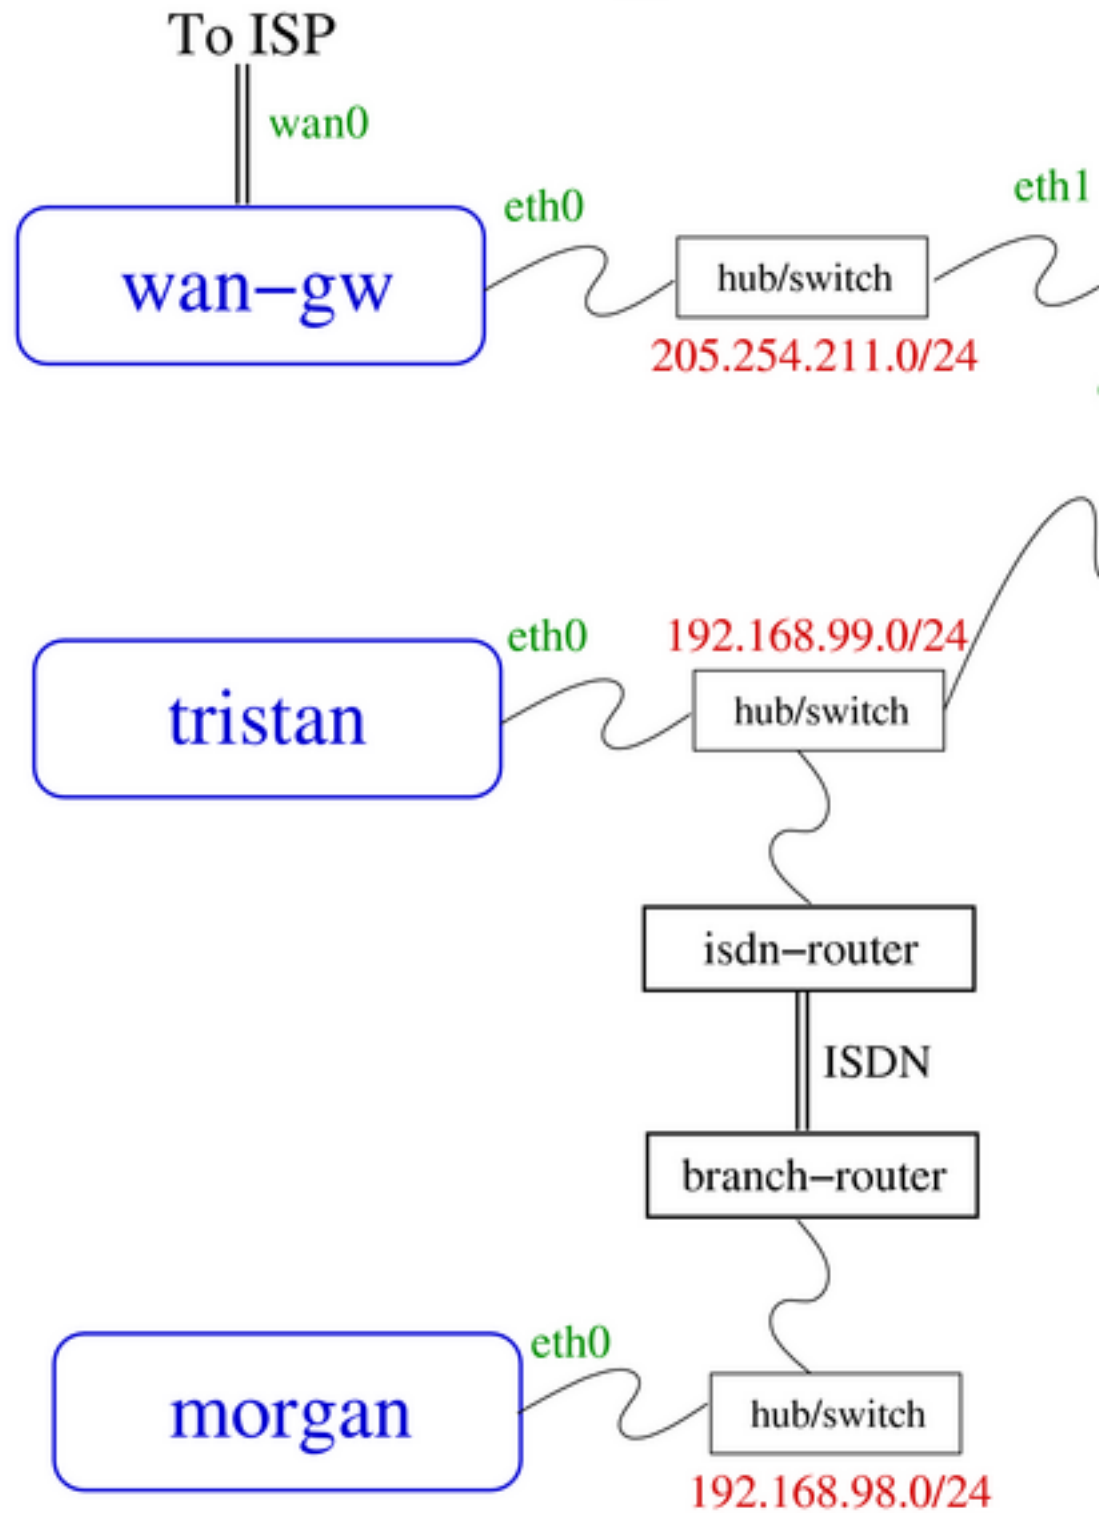 To ISP
wan0
eth0
eth1
wan−gw
hub/switch
205.254.211.0/24
eth0
192.168.99.0/24
tristan
hub/switch
isdn−router
ISDN
branch−router
eth0
morgan
hub/switch
192.168.98.0/24